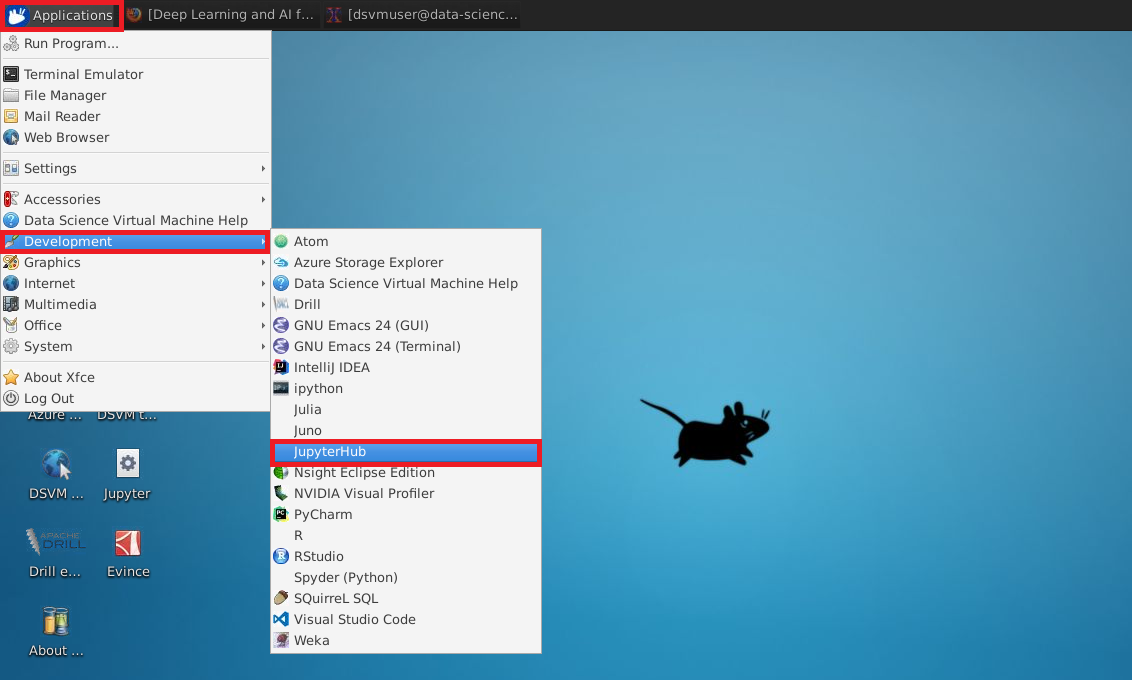 Applications
[Deep Learning and AI f...
[dsvmuser@data-scienc...
Run Program...
Terminal Emulator
File Manager
Mail Reader
Web Browser
Settings
Accessories
Data Science Virtual Machine Help
Development
Graphics
Internet
Multimedia
Office
System
About Xfce
Log Out
Atom
Azure Storage Explorer
Data Science Virtual Machine Help
Drill
GNU Emacs 24 (GUI)
GNU Emacs 24 (Terminal)
IntelliJ IDEA
ipython
Julia
Juno
JupyterHub
Nsight Eclipse Edition
NVIDIA Visual Profiler
PyCharm
R
RStudio
Spyder (Python)
SQuirreL SQL
Visual Studio Code
Weka
Azure ...
DSVM t...
DSVM ...
Jupyter
APACHE
DRILL
Drill e...
Evince
About ...